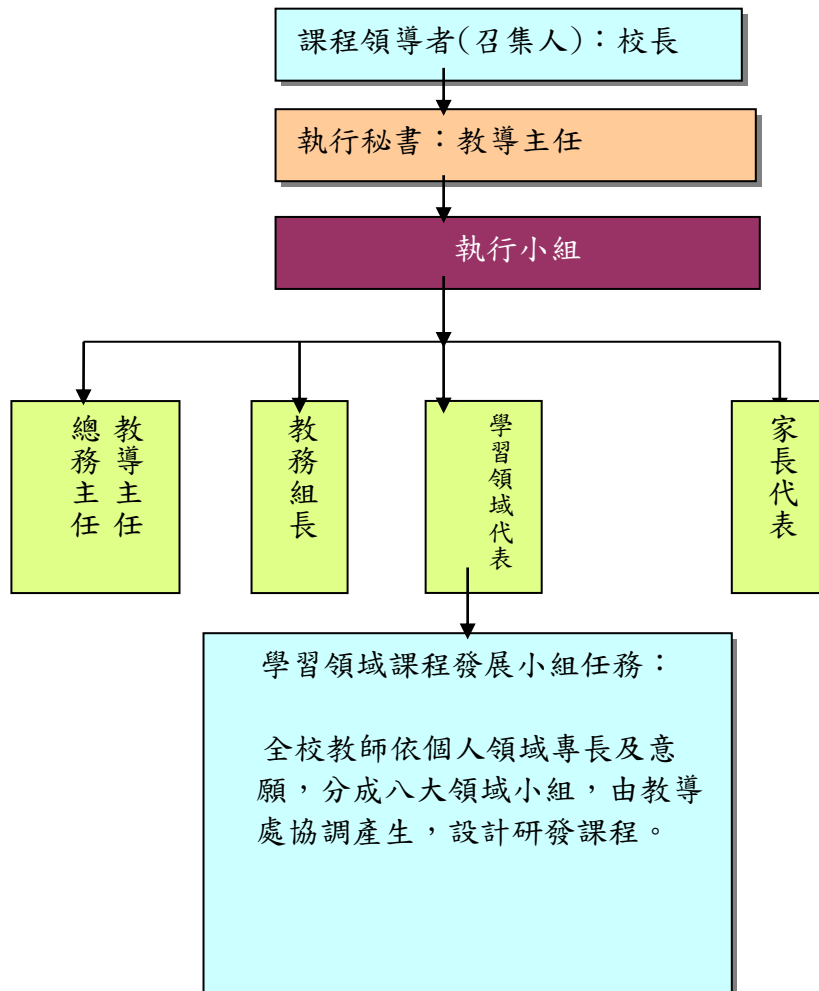 課程領導者(召集人)：校長
執行秘書：教導主任
執行小組
教導主任
總務主任
教務組長
學習領域代表
家長代表
學習領域課程發展小組任務：
全校教師依個人領域專長及意
願，分成八大領域小組，由教導
處協調產生，設計研發課程。